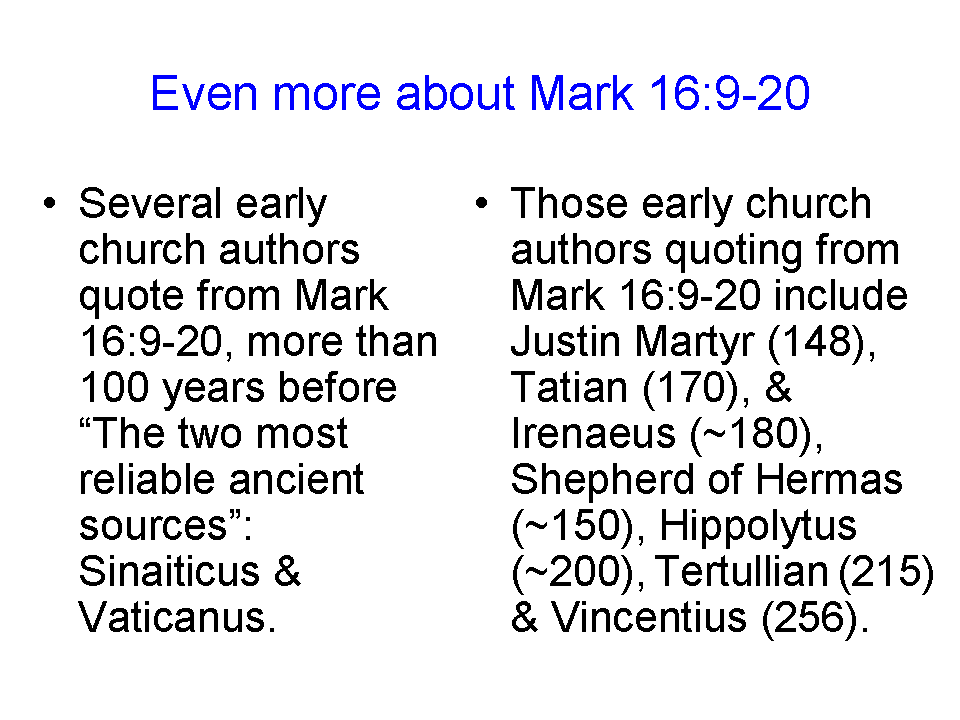 Even more about Mark 16:9-20
• Several early
church authors
quote from Mark
16:9-20, more than
100 years before
“The two most
reliable ancient
sources”:
Sinaiticus &
Vaticanus.
• Those early church
authors quoting from
Mark 16:9-20 include
Justin Martyr (148),
Tatian (170), &
Irenaeus (~180),
Shepherd of Hermas
(~150), Hippolytus
(~200), Tertullian (215)
& Vincentius (256).